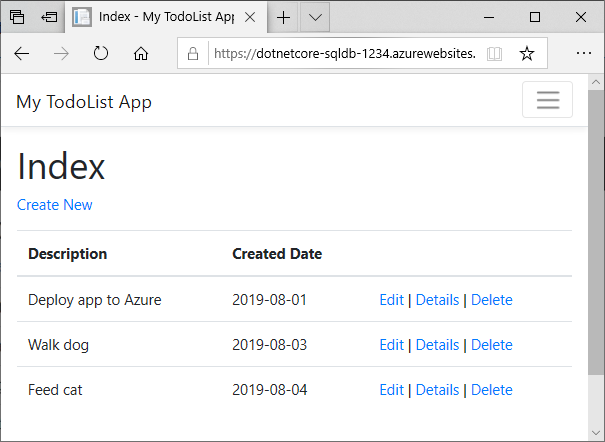 Index - My TodoList App
https://dotnetcore-sqldb-1234.azurewebsites.
My TodoList App
Index
Create New
Description Created Date
Deploy app to Azure 2019-08-01 Edit | Details | Delete
Walk dog 2019-08-03 Edit | Details | Delete
Feed cat 2019-08-04 Edit | Details | Delete